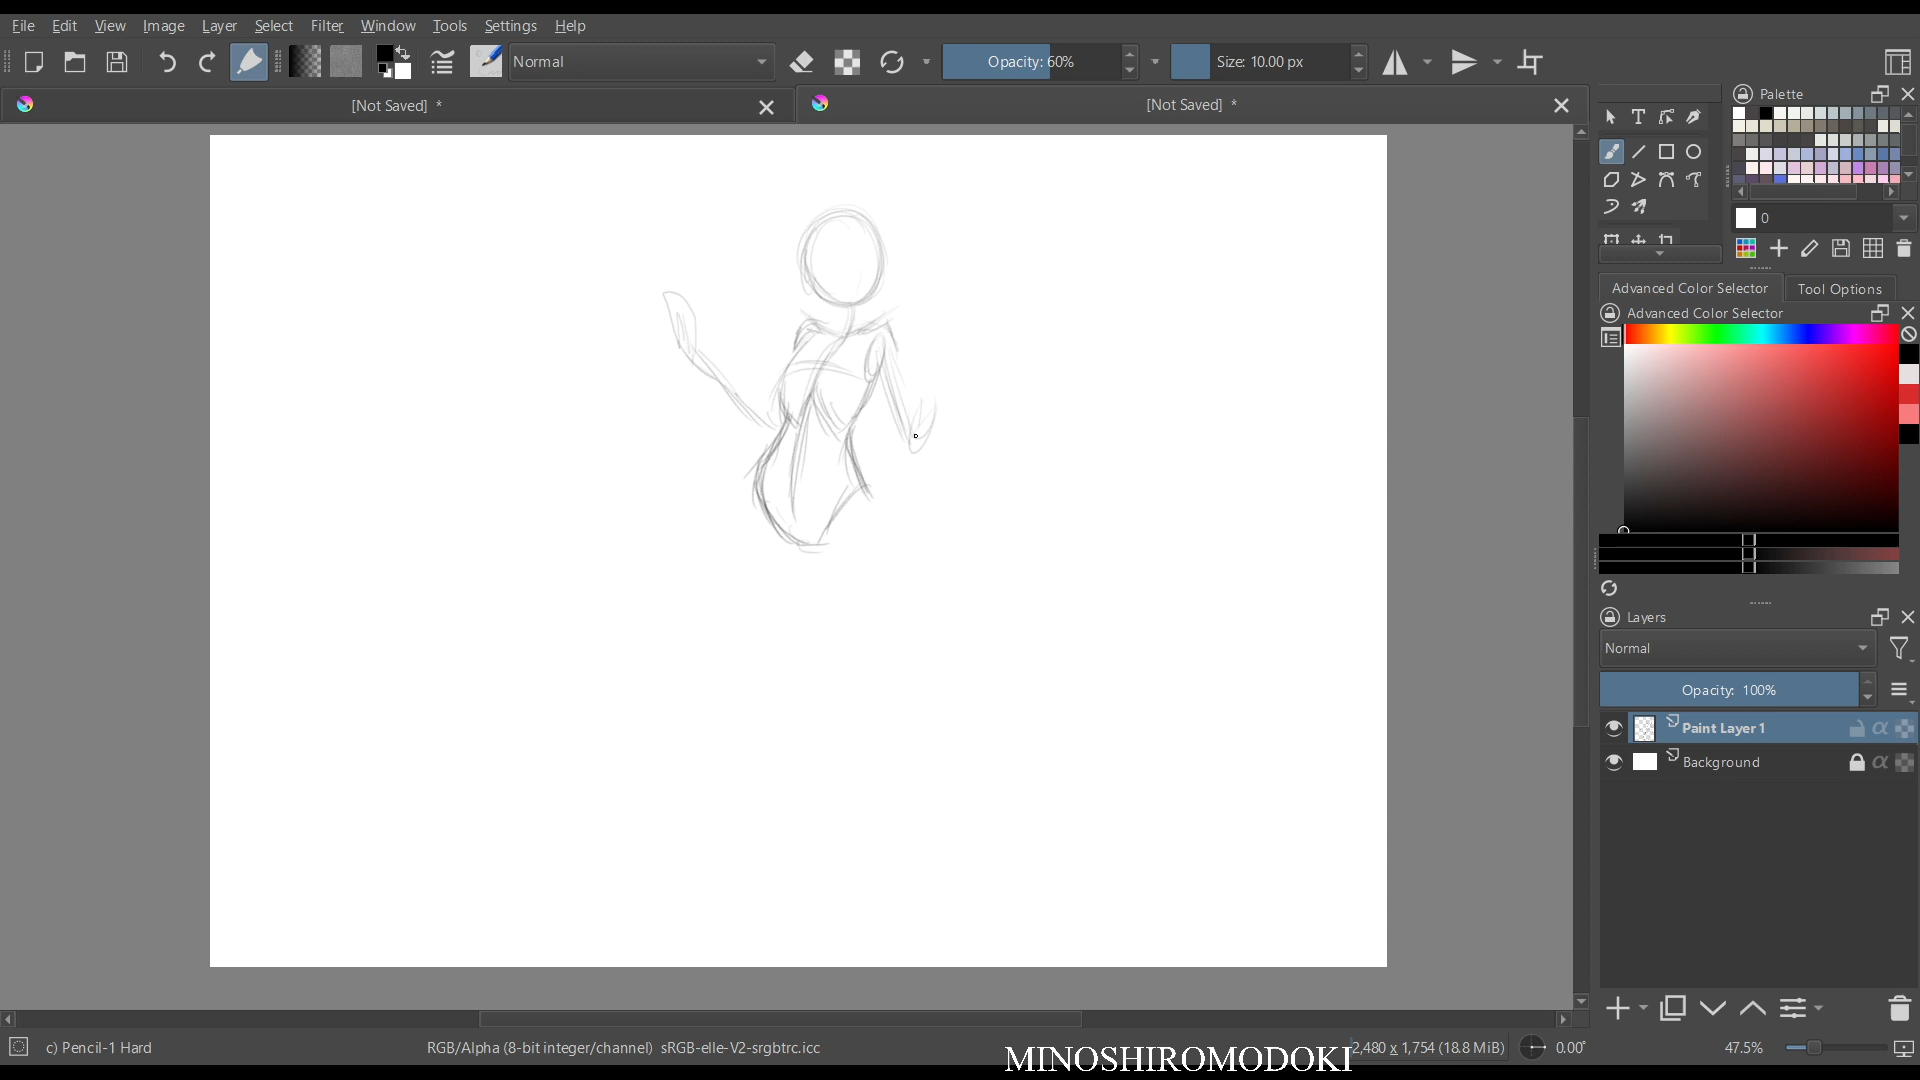 File Edit View Image Layer Select Filter Window Tools Settings Help
Normal Opacity: 60% Size: 10.00 px
[Not Saved] * [Not Saved] *
Palette
0
Advanced Color Selector Tool Options
Advanced Color Selector
Layers
Normal
Opacity: 100%
Paint Layer 1
Background
c) Pencil-1 Hard RGB/Alpha (8-bit integer/channel) sRGB-elle-V2-srgbtrc.icc 2,480 x 1,754 (18.8 MiB) 0.00° 47.5%
MINOSHIROMODOKI